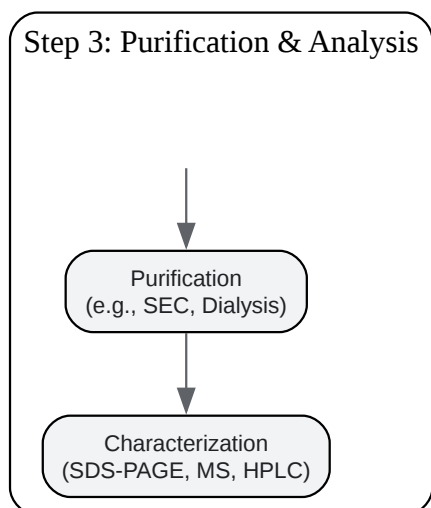 Step 3: Purification & Analysis
Purification
(e.g., SEC, Dialysis)
Characterization
(SDS-PAGE, MS, HPLC)